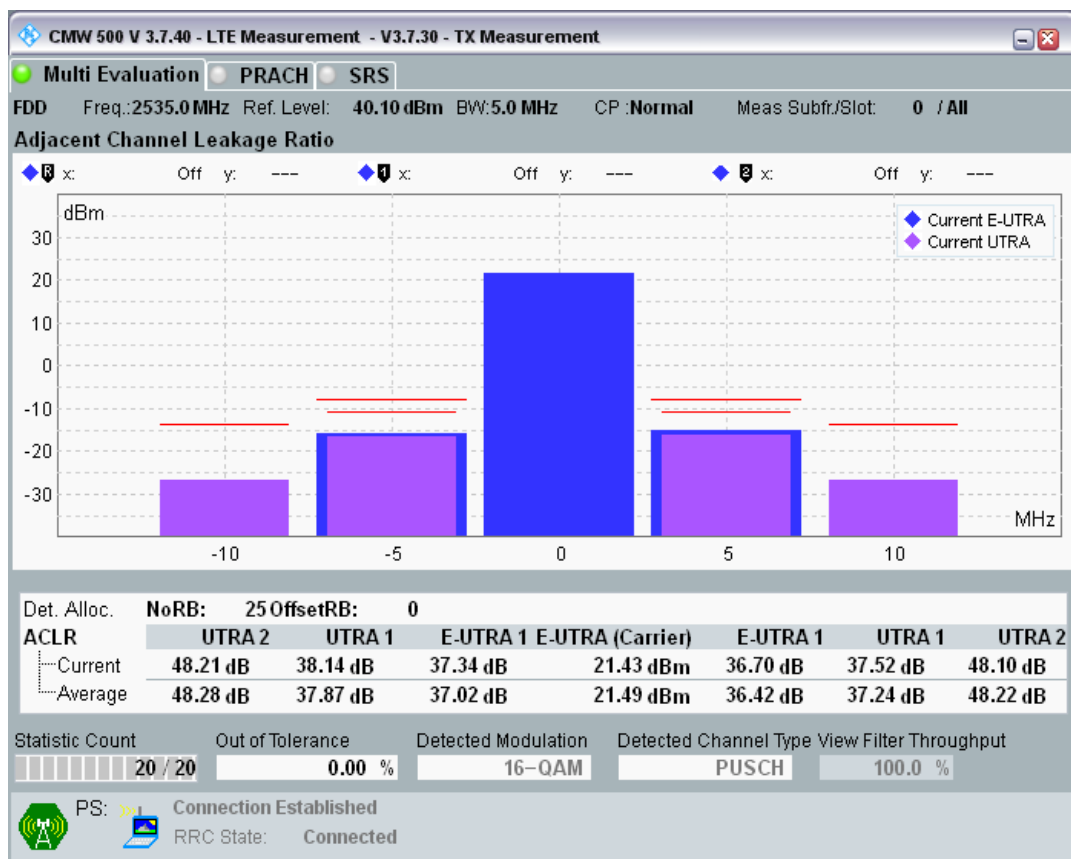 CMW 500 V 3.7.40 - LTE Measurement - V3.7.30 - TX Measurement
Multi Evaluation PRACH SRS
FDD Freq.:2535.0 MHz Ref. Level: 40.10 dBm BW:5.0 MHz CP :Normal Meas Subfr./Slot: 0 / All
Adjacent Channel Leakage Ratio
R x: Off y: --- 1 x: Off y: --- 2 x: Off y: ---
dBm
Current E-UTRA
Current UTRA
30
20
10
0
-10
-20
-30
MHz
-10 -5 0 5 10
Det. Alloc. NoRB: 25 OffsetRB: 0
ACLR UTRA 2 UTRA 1 E-UTRA 1 E-UTRA (Carrier) E-UTRA 1 UTRA 1 UTRA 2
Current 48.21 dB 38.14 dB 37.34 dB 21.43 dBm 36.70 dB 37.52 dB 48.10 dB
Average 48.28 dB 37.87 dB 37.02 dB 21.49 dBm 36.42 dB 37.24 dB 48.22 dB
Statistic Count Out of Tolerance Detected Modulation Detected Channel Type View Filter Throughput
20 / 20 0.00 % 16-QAM PUSCH 100.0 %
PS: Connection Established
RRC State: Connected